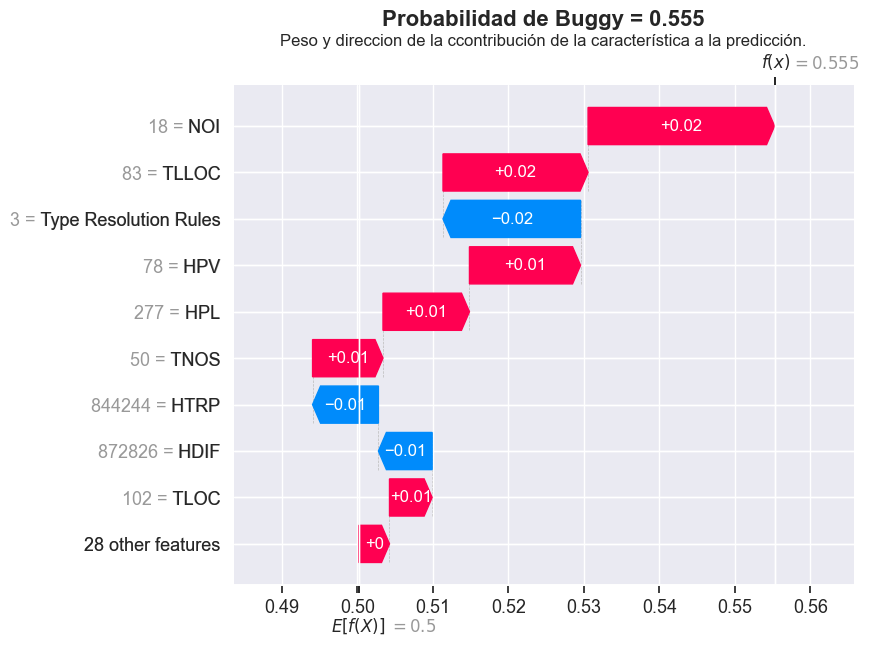 Probabilidad de Buggy = 0.555
Peso y direccion de la ccontribución de la característica a la predicción.
f(x) = 0.555
18 = NOI +0.02
83 = TLLOC +0.02
3 = Type Resolution Rules −0.02
78 = HPV +0.01
277 = HPL +0.01
50 = TNOS +0.01
844244 = HTRP −0.01
872826 = HDIF −0.01
102 = TLOC +0.01
28 other features +0
0.49 0.50 0.51 0.52 0.53 0.54 0.55 0.56
E[f(X)] = 0.5